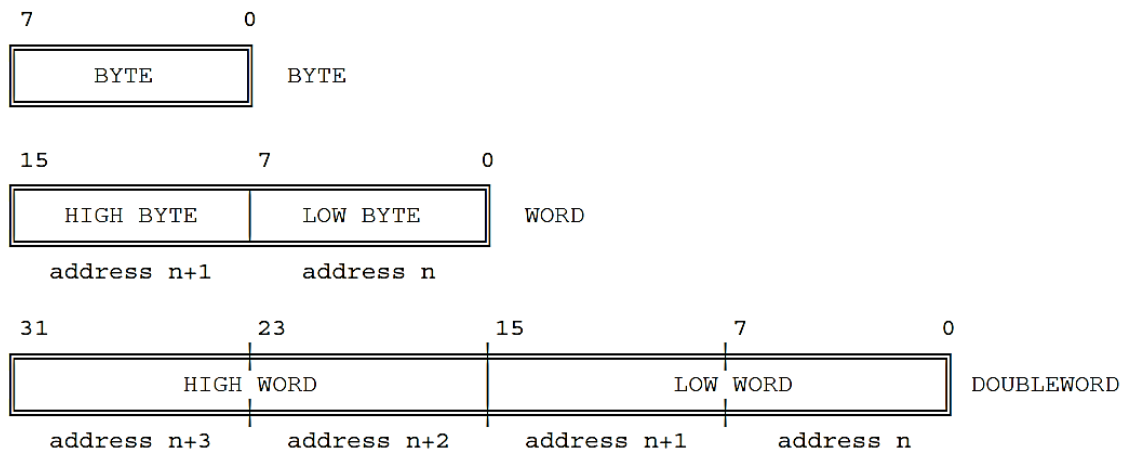 7 0
BYTE BYTE
15 7 0
HIGH BYTE LOW BYTE WORD
address n+1 address n
31 23 15 7 0
HIGH WORD LOW WORD DOUBLEWORD
address n+3 address n+2 address n+1 address n